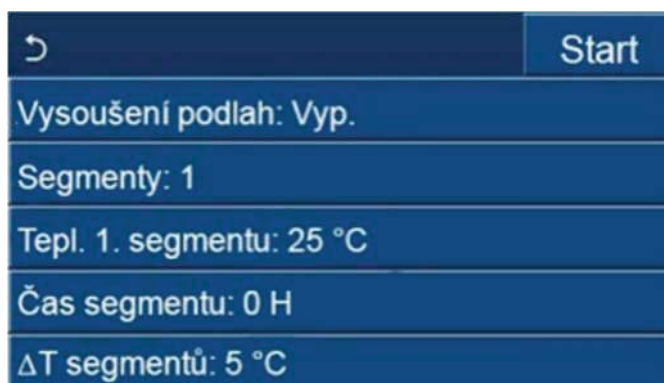 Start
Vysoušení podlah: Vyp.
Segmenty: 1
Tepl. 1. segmentu: 25 °C
Čas segmentu: 0 H
ΔT segmentů: 5 °C